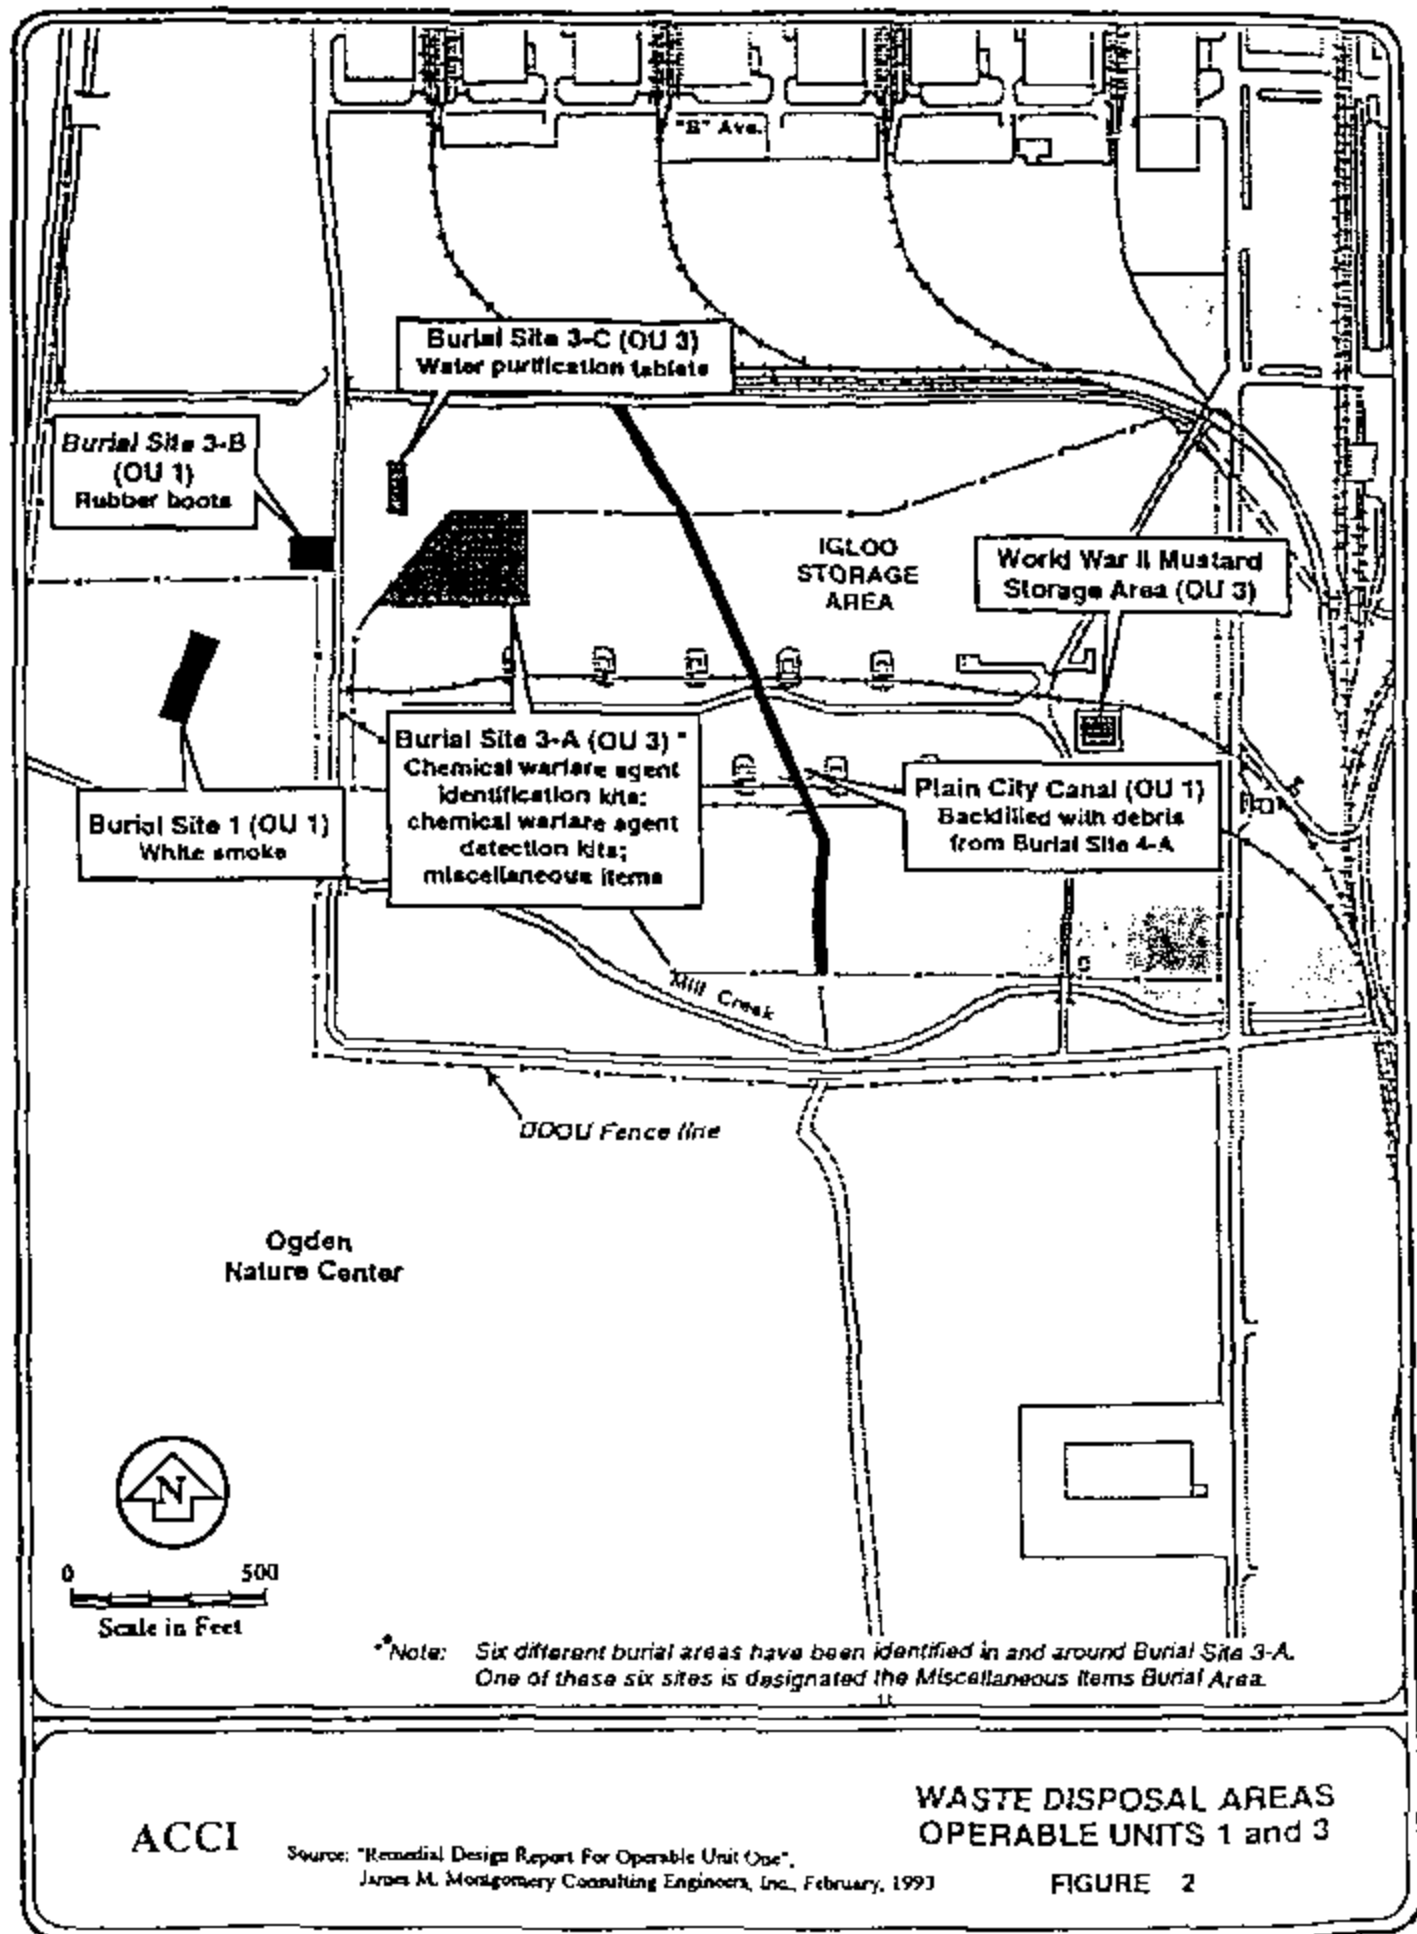 "B" Ave.
Burial Site 3-C (OU 3)
Water purification tablets
Burial Site 3-B
(OU 1)
Rubber boots
IGLOO
STORAGE
AREA
World War II Mustard
Storage Area (OU 3)
Burial Site 3-A (OU 3) *
Chemical warfare agent
identification kits;
chemical warfare agent
detection kits;
miscellaneous items
Plain City Canal (OU 1)
Backfilled with debris
from Burial Site 4-A
Burial Site 1 (OU 1)
White smoke
Mill Creek
DDOU Fence line
Ogden
Nature Center
N
0 500
Scale in Feet
*Note: Six different burial areas have been identified in and around Burial Site 3-A.
One of these six sites is designated the Miscellaneous Items Burial Area.
ACCI
Source: "Remedial Design Report For Operable Unit One",
James M. Montgomery Consulting Engineers, Inc., February, 1993
WASTE DISPOSAL AREAS
OPERABLE UNITS 1 and 3
FIGURE 2